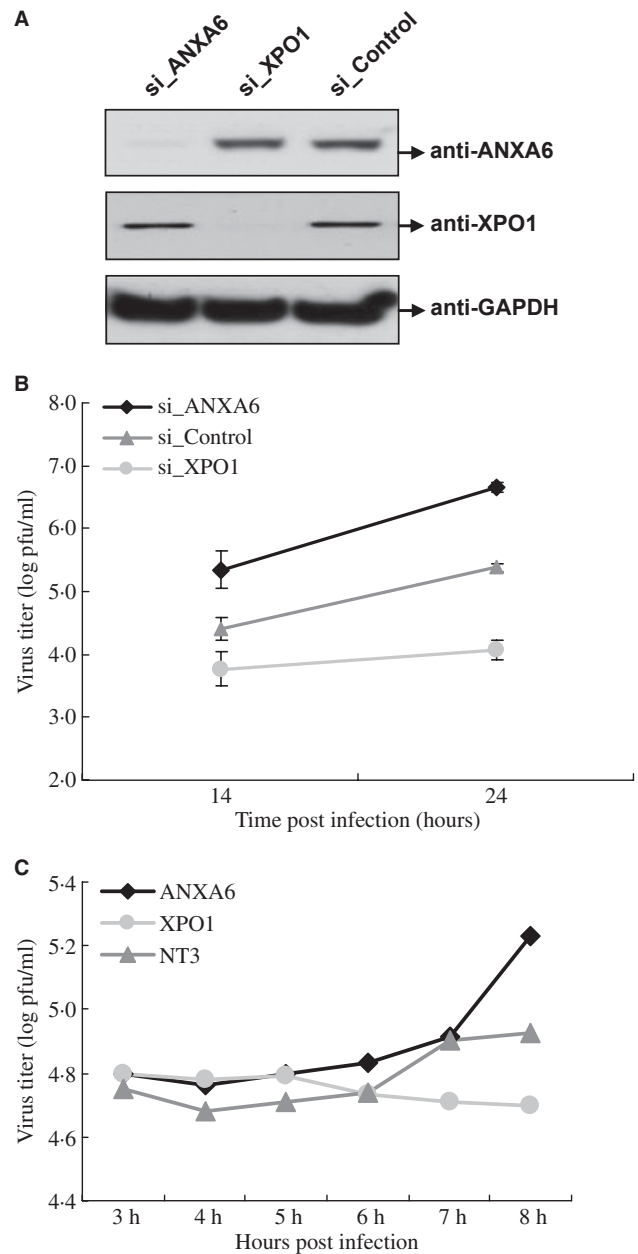 A
si_ANXA6 si_XPO1 si_Control
anti-ANXA6
anti-XPO1
anti-GAPDH
B
8·0
7·0
6·0
5·0
4·0
3·0
2·0
Virus titer (log pfu/ml)
si_ANXA6
si_Control
si_XPO1
14 24
Time post infection (hours)
C
5·4
5·2
5·0
4·8
4·6
4·4
Virus titer (log pfu/ml)
ANXA6
XPO1
NT3
3 h 4 h 5 h 6 h 7 h 8 h
Hours post infection